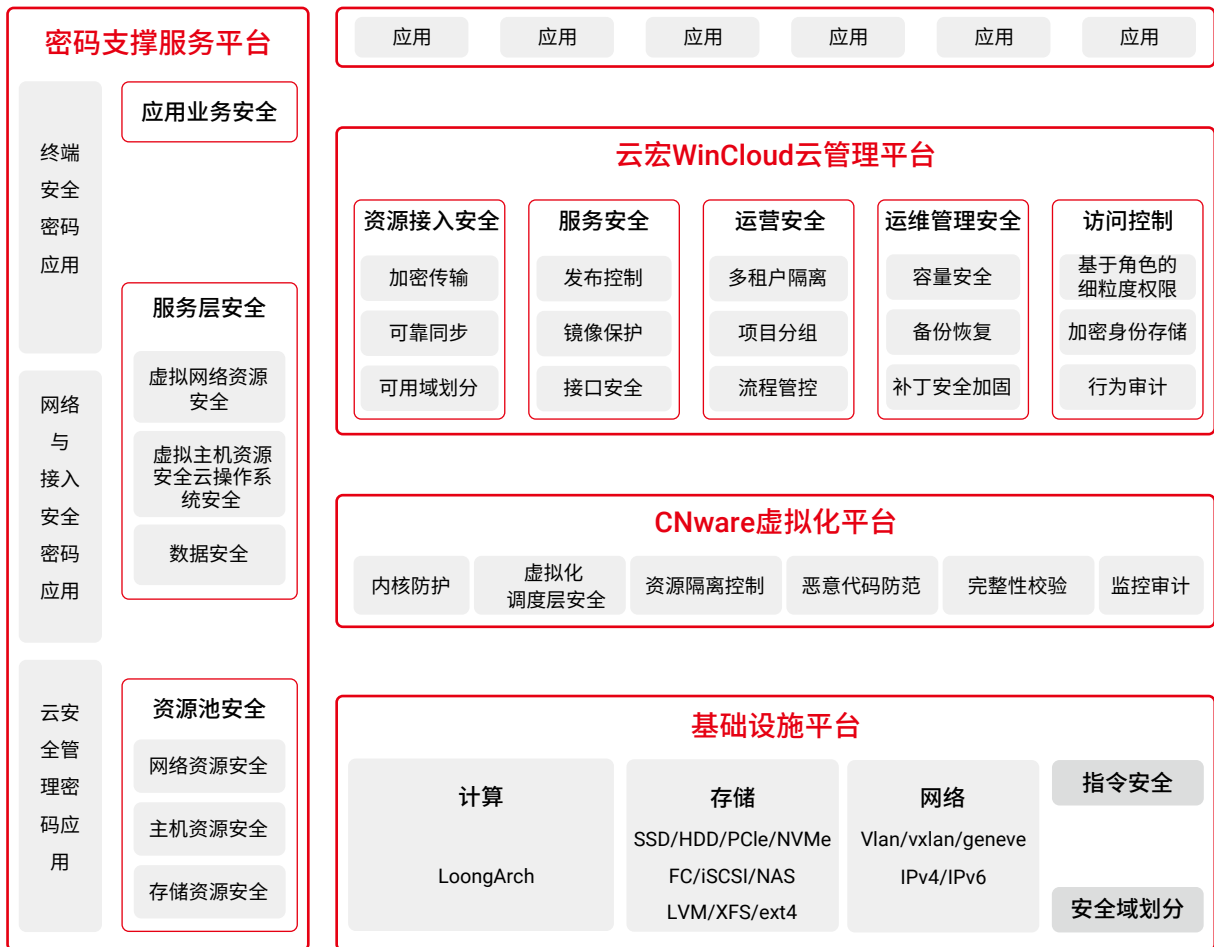 密码支撑服务平台
终端
安全
密码
应用
网络
与
接入
安全
密码
应用
云安
全管
理密
码应
用
应用业务安全
服务层安全
虚拟网络资源
安全
虚拟主机资源
安全云操作系
统安全
数据安全
资源池安全
网络资源安全
主机资源安全
存储资源安全
应用
应用
应用
应用
应用
应用
云宏WinCloud云管理平台
资源接入安全
加密传输
可靠同步
可用域划分
服务安全
发布控制
镜像保护
接口安全
运营安全
多租户隔离
项目分组
流程管控
运维管理安全
容量安全
备份恢复
补丁安全加固
访问控制
基于角色的
细粒度权限
加密身份存储
行为审计
CNware虚拟化平台
内核防护
虚拟化
调度层安全
资源隔离控制
恶意代码防范
完整性校验
监控审计
基础设施平台
计算
LoongArch
存储
SSD/HDD/PCIe/NVMe
FC/iSCSI/NAS
LVM/XFS/ext4
网络
Vlan/vxlan/geneve
IPv4/IPv6
指令安全
安全域划分